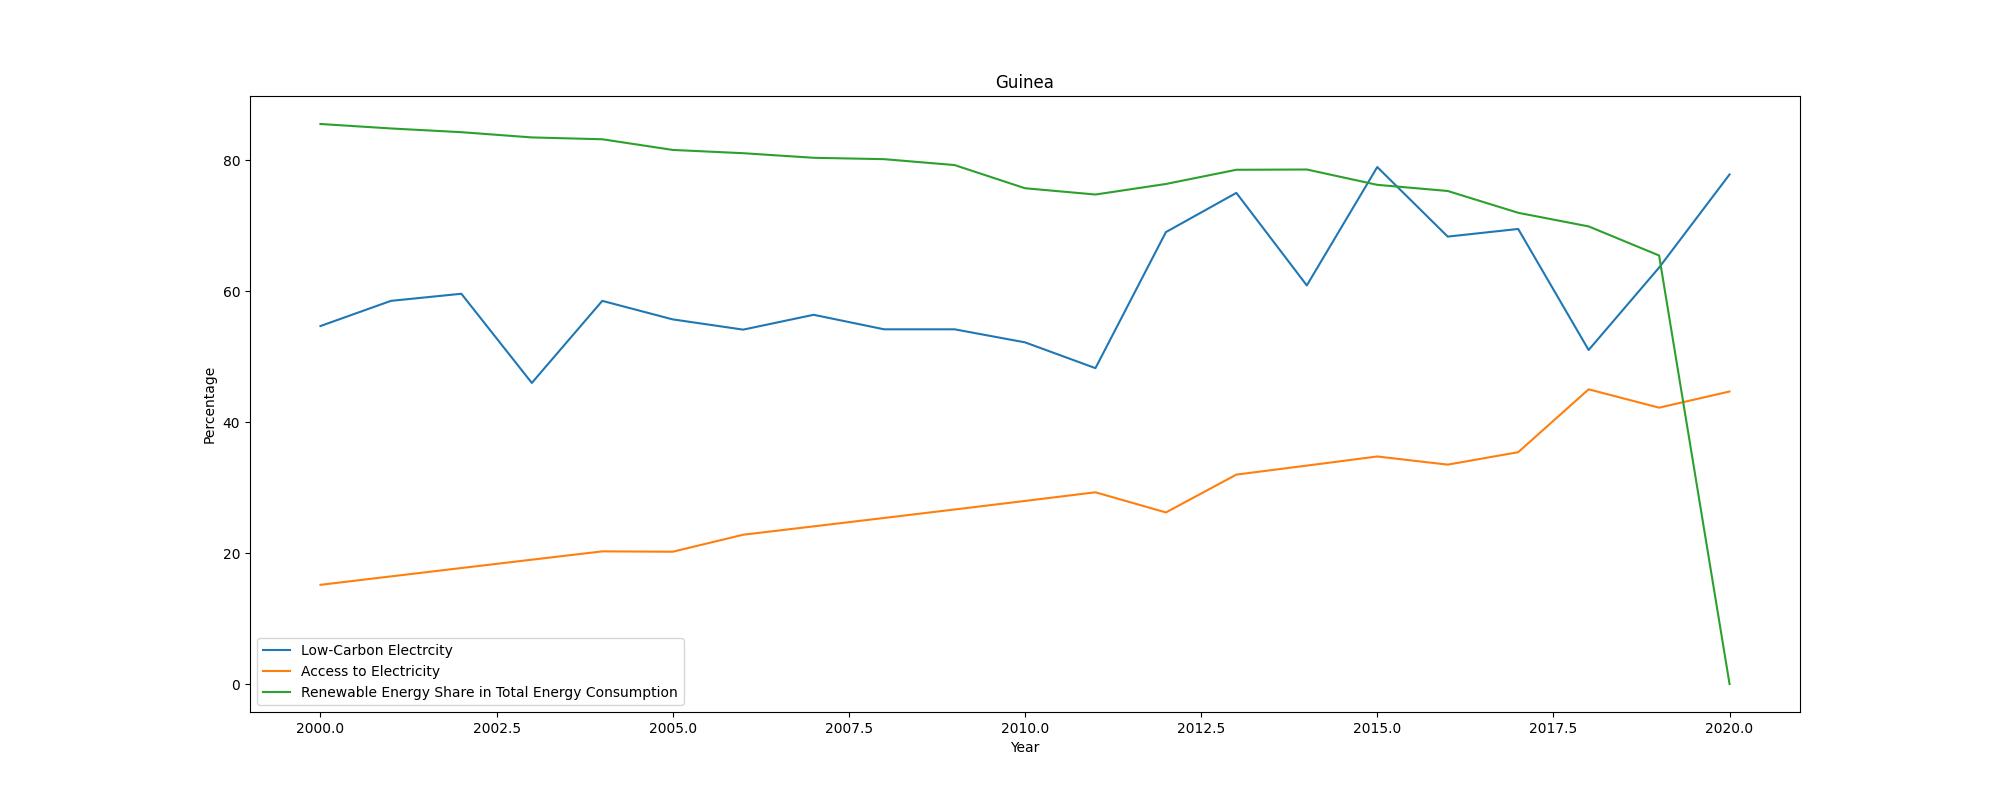 Guinea
Percentage
80
60
40
20
0
Low-Carbon Electrcity
Access to Electricity
Renewable Energy Share in Total Energy Consumption
2000.0 2002.5 2005.0 2007.5 2010.0 2012.5 2015.0 2017.5 2020.0
Year